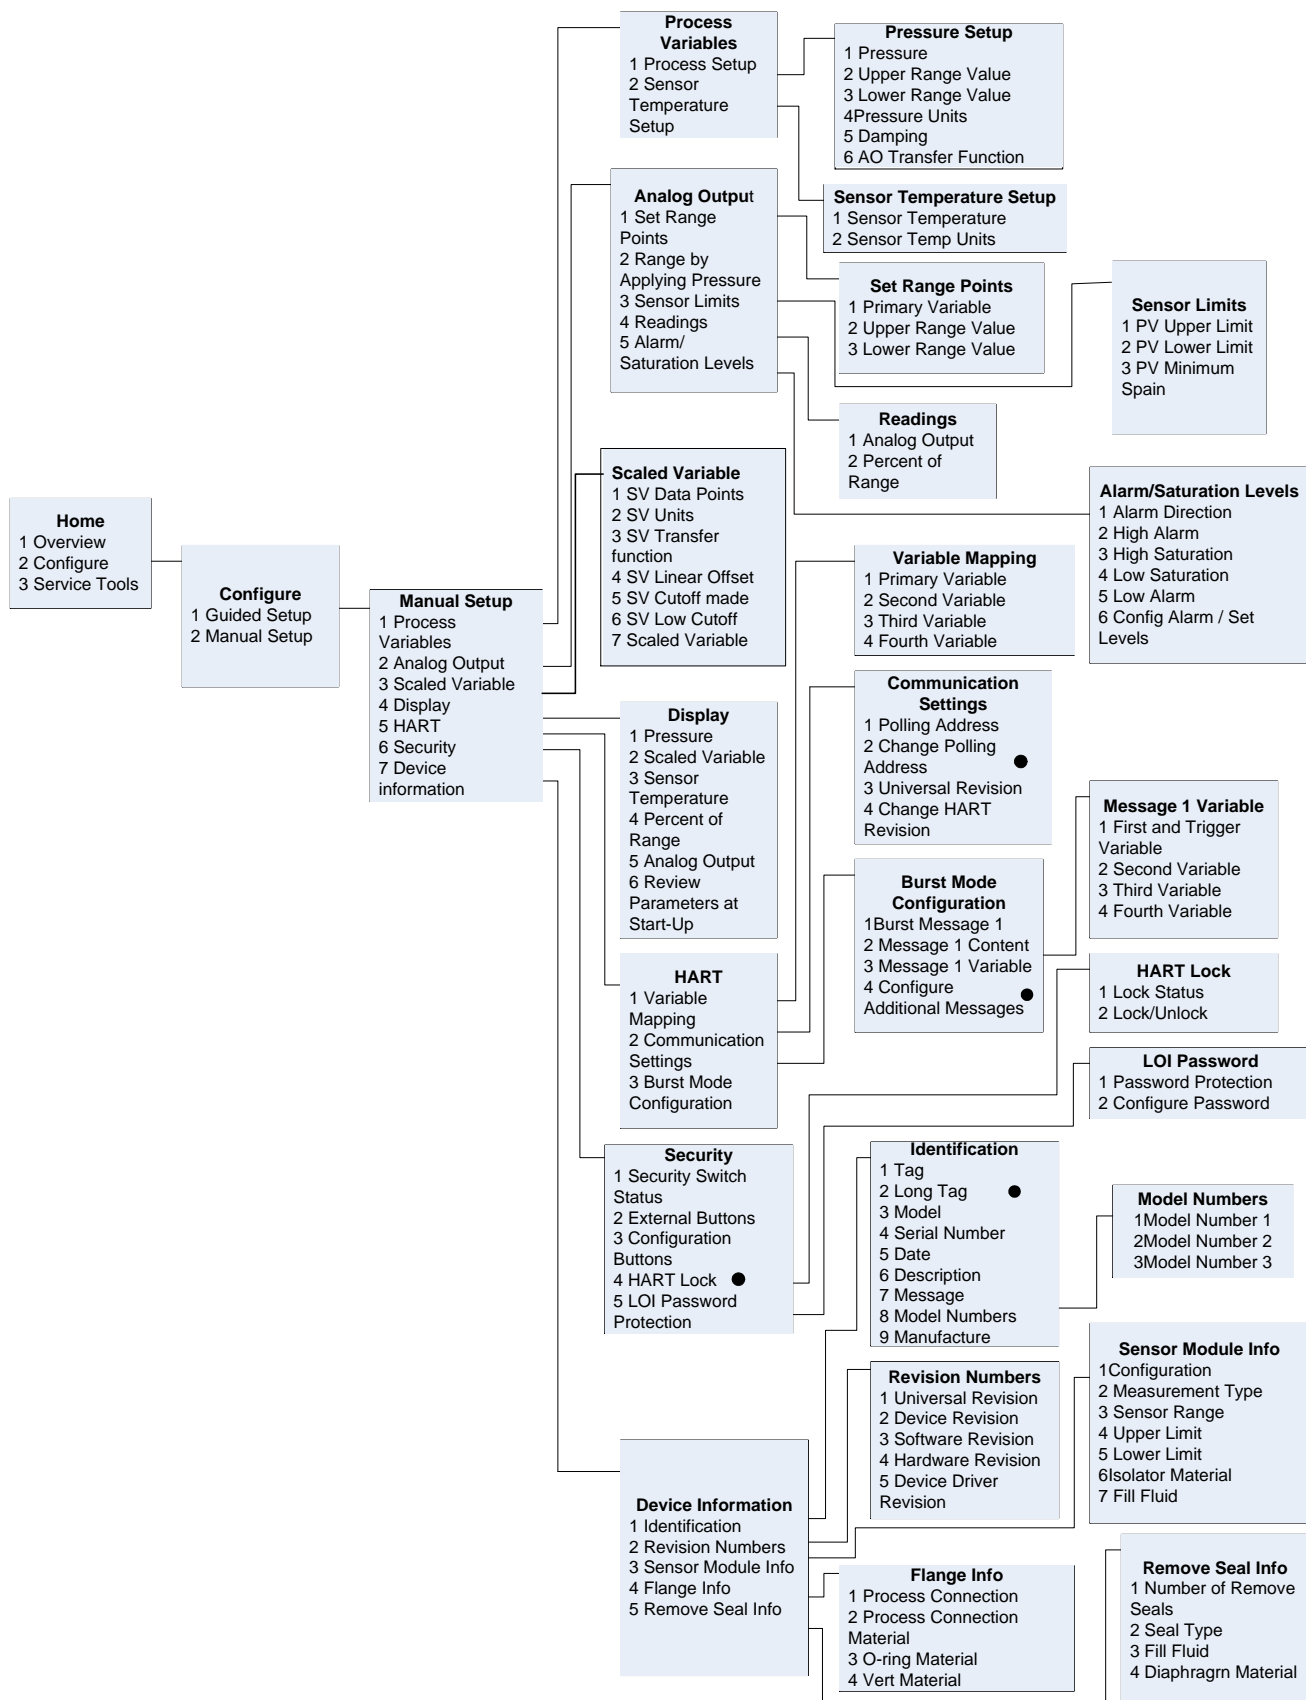 Home
1 Overview
2 Configure
3 Service Tools
Configure
1 Guided Setup
2 Manual Setup
Manual Setup
1 Process
Variables
2 Analog Output
3 Scaled Variable
4 Display
5 HART
6 Security
7 Device
information
Process
Variables
1 Process Setup
2 Sensor
Temperature
Setup
Pressure Setup
1 Pressure
2 Upper Range Value
3 Lower Range Value
4Pressure Units
5 Damping
6 AO Transfer Function
Sensor Temperature Setup
1 Sensor Temperature
2 Sensor Temp Units
Analog Output
1 Set Range
Points
2 Range by
Applying Pressure
3 Sensor Limits
4 Readings
5 Alarm/
Saturation Levels
Set Range Points
1 Primary Variable
2 Upper Range Value
3 Lower Range Value
Sensor Limits
1 PV Upper Limit
2 PV Lower Limit
3 PV Minimum
Spain
Readings
1 Analog Output
2 Percent of
Range
Alarm/Saturation Levels
1 Alarm Direction
2 High Alarm
3 High Saturation
4 Low Saturation
5 Low Alarm
6 Config Alarm / Set
Levels
Scaled Variable
1 SV Data Points
2 SV Units
3 SV Transfer
function
4 SV Linear Offset
5 SV Cutoff made
6 SV Low Cutoff
7 Scaled Variable
Display
1 Pressure
2 Scaled Variable
3 Sensor
Temperature
4 Percent of
Range
5 Analog Output
6 Review
Parameters at
Start-Up
HART
1 Variable
Mapping
2 Communication
Settings
3 Burst Mode
Configuration
Variable Mapping
1 Primary Variable
2 Second Variable
3 Third Variable
4 Fourth Variable
Communication
Settings
1 Polling Address
2 Change Polling
Address
3 Universal Revision
4 Change HART
Revision
Burst Mode
Configuration
1Burst Message 1
2 Message 1 Content
3 Message 1 Variable
4 Configure
Additional Messages
Message 1 Variable
1 First and Trigger
Variable
2 Second Variable
3 Third Variable
4 Fourth Variable
Security
1 Security Switch
Status
2 External Buttons
3 Configuration
Buttons
4 HART Lock
5 LOI Password
Protection
HART Lock
1 Lock Status
2 Lock/Unlock
LOI Password
1 Password Protection
2 Configure Password
Device Information
1 Identification
2 Revision Numbers
3 Sensor Module Info
4 Flange Info
5 Remove Seal Info
Identification
1 Tag
2 Long Tag
3 Model
4 Serial Number
5 Date
6 Description
7 Message
8 Model Numbers
9 Manufacture
Model Numbers
1Model Number 1
2Model Number 2
3Model Number 3
Revision Numbers
1 Universal Revision
2 Device Revision
3 Software Revision
4 Hardware Revision
5 Device Driver
Revision
Sensor Module Info
1Configuration
2 Measurement Type
3 Sensor Range
4 Upper Limit
5 Lower Limit
6Isolator Material
7 Fill Fluid
Flange Info
1 Process Connection
2 Process Connection
Material
3 O-ring Material
4 Vert Material
Remove Seal Info
1 Number of Remove
Seals
2 Seal Type
3 Fill Fluid
4 Diaphragrn Material